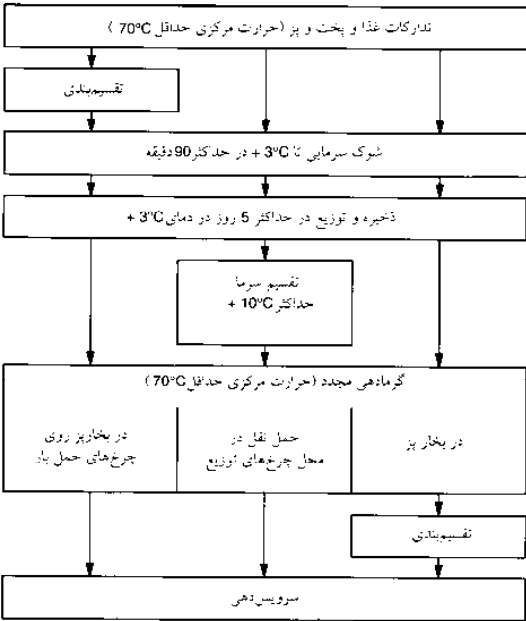 تدارکات غذا و پخت و پز (حرارت مرکزی حداقل 70°C )
تقسیم‌بندی
شوک سرمایی تا 3°C + در حداکثر 90 دقیقه
ذخیره و توزیع در حداکثر 5 روز در دمای 3°C +
تقسیم سرما
حداکثر 10°C +
گرمادهی مجدد (حرارت مرکزی حداقل 70°C )
در بخار پز
حمل نقل در
محل چرخ‌های توزیع
در بخارپز روی
چرخ‌های حمل بار
تقسیم‌بندی
سرویس‌دهی